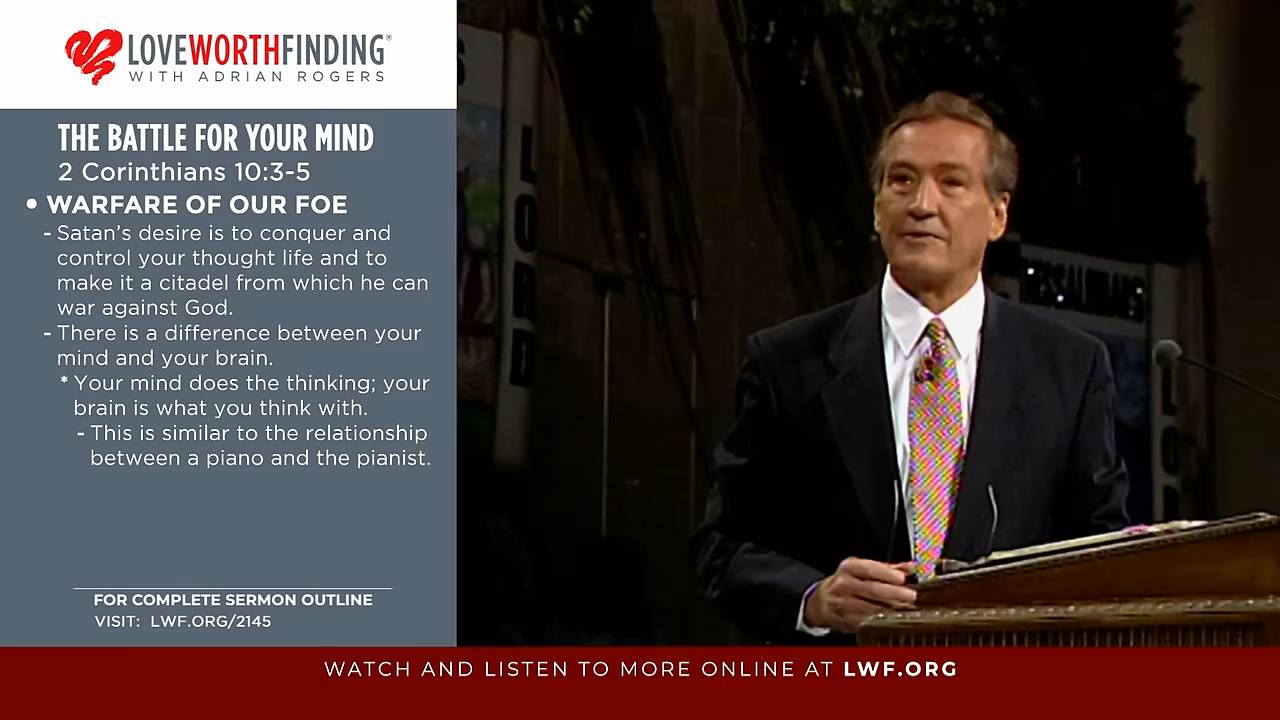 LOVEWORTHFINDING®
WITH ADRIAN ROGERS
THE BATTLE FOR YOUR MIND
2 Corinthians 10:3-5
• WARFARE OF OUR FOE
- Satan's desire is to conquer and
control your thought life and to
make it a citadel from which he can
war against God.
- There is a difference between your
mind and your brain.
* Your mind does the thinking; your
brain is what you think with.
- This is similar to the relationship
between a piano and the pianist.
FOR COMPLETE SERMON OUTLINE
VISIT: LWF.ORG/2145
LORD
THESSALONIANS
WATCH AND LISTEN TO MORE ONLINE AT LWF.ORG